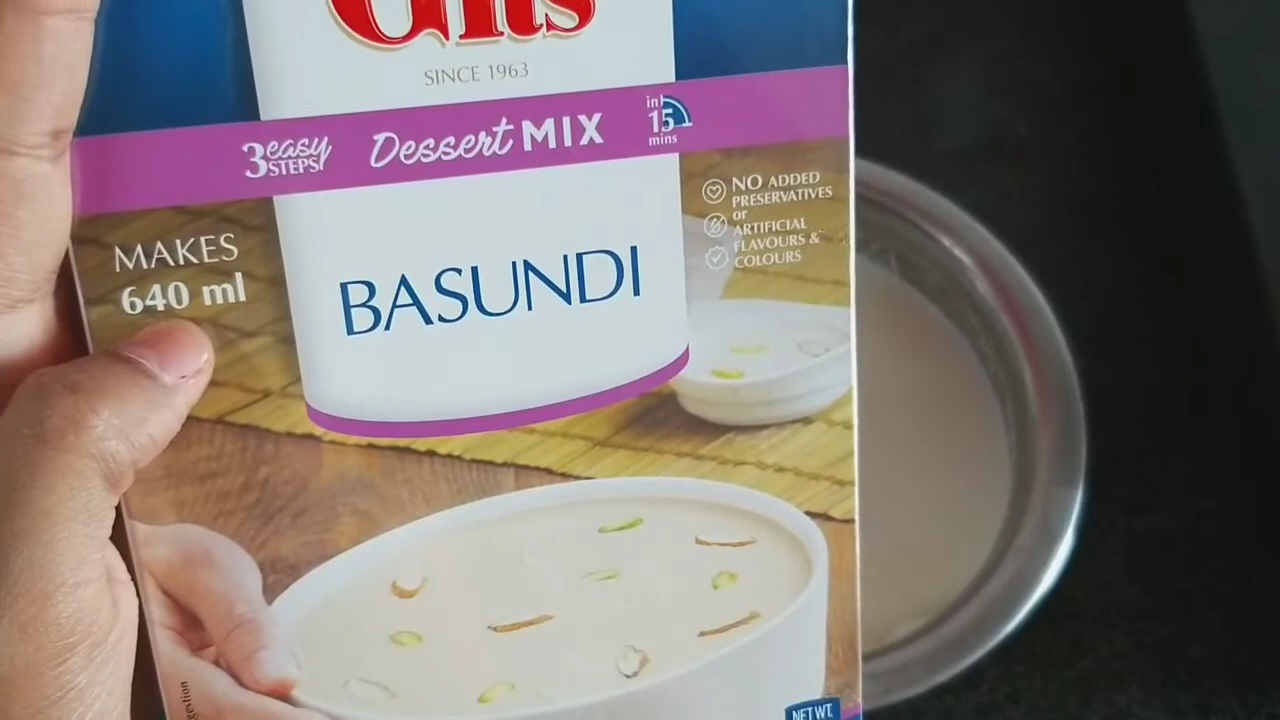 Gits
SINCE 1963
3 easy STEPS!
Dessert MIX
in
15
mins
NO ADDED
PRESERVATIVES
or
ARTIFICIAL
FLAVOURS &
COLOURS
MAKES
640 ml
BASUNDI
NET WT.